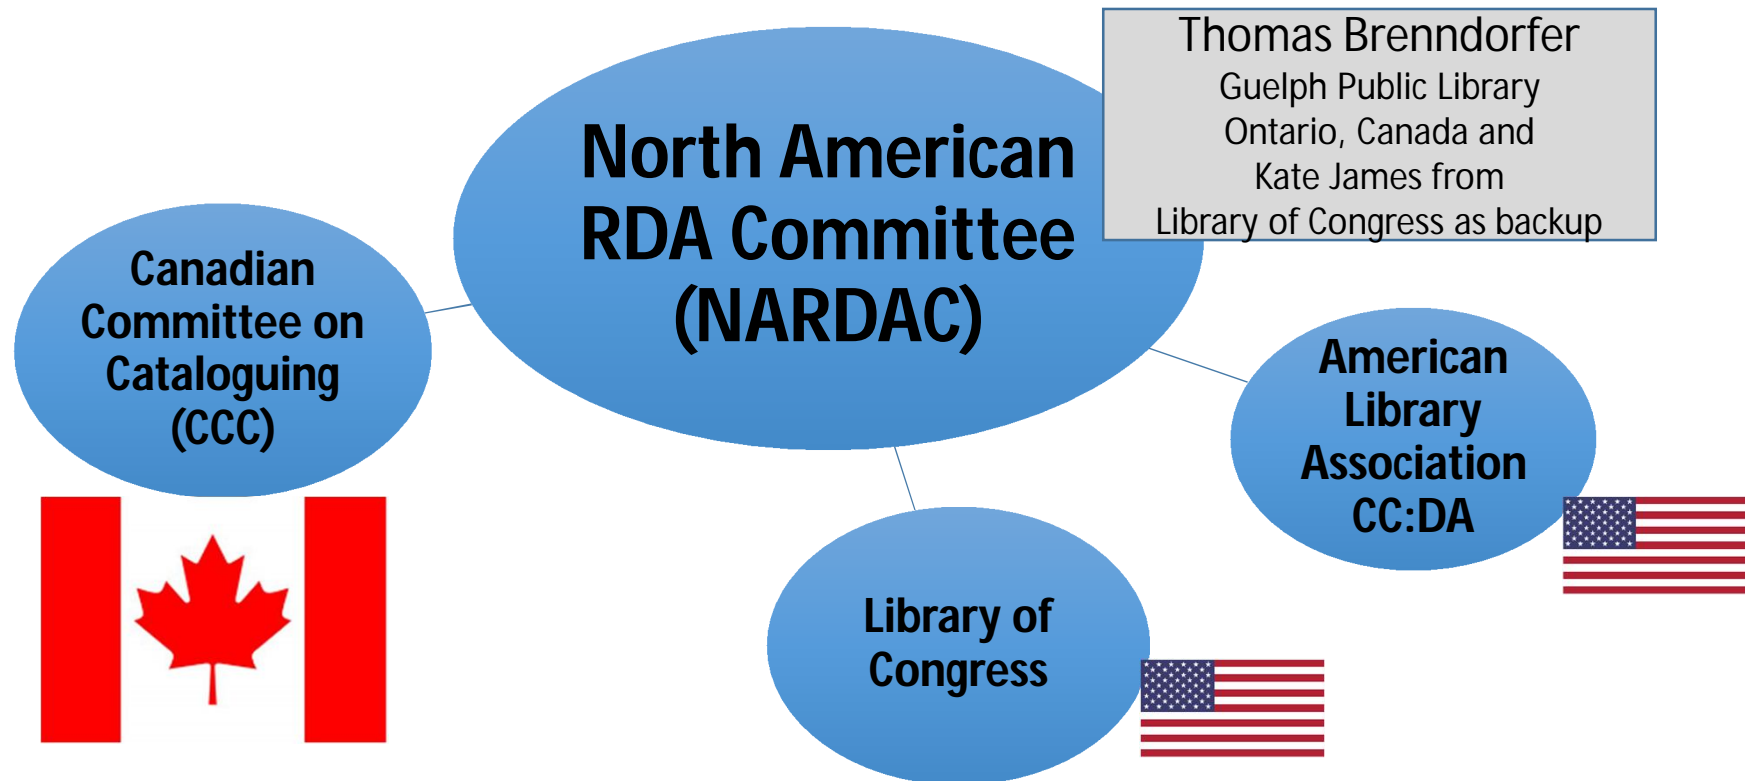 Thomas Brenndorfer
Guelph Public Library
Ontario, Canada and
Kate James from
Library of Congress as backup
North American
RDA Committee
(NARDAC)
Canadian
Committee on
Cataloguing
(CCC)
American
Library
Association
CC:DA
Library of
Congress